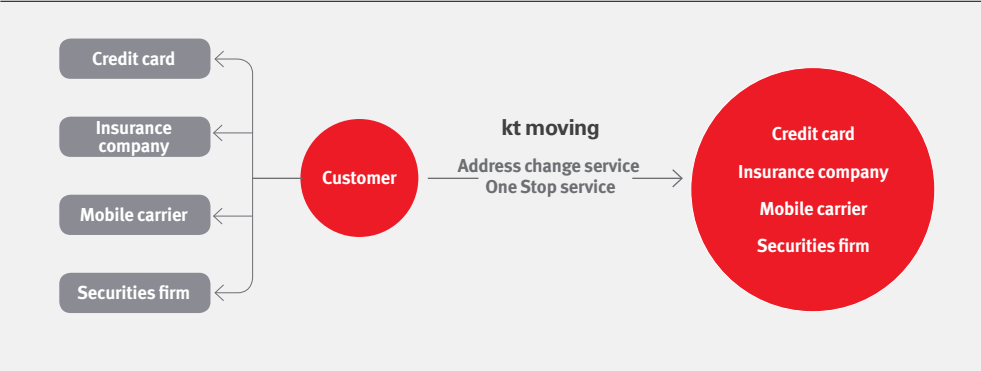 Credit card
Insurance
company
Mobile carrier
Securities firm
Customer
kt moving
Address change service
One Stop service
Credit card
Insurance company
Mobile carrier
Securities firm